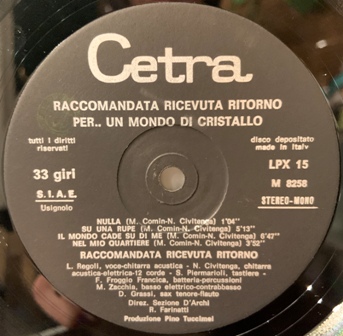 Cetra
RACCOMANDATA RICEVUTA RITORNO
PER.. UN MONDO DI CRISTALLO
tutti i diritti
riservati
disco depositato
made in Italy
33 giri
LPX 15
S.I.A.E.
M 8258
Usignolo
STEREO-MONO
NULLA (M. Comin-N. Civitenga) 1'04"
SU UNA RUPE (M. Comin-N. Civitenga) 5'13"
IL MONDO CADE SU DI ME (M. Comin-N. Civitenga) 6'47"
NEL MIO QUARTIERE (M. Comin-N. Civitenga) 3'52"
RACCOMANDATA RICEVUTA RITORNO
L. Regoli, voce-chitarra acustica - N. Civitenga, chitarra
acustica-elettrica-12 corde - S. Piermarioli, tastiere-
F. Froggio Francica, batteria-percussioni
M. Zacchia, basso elettrico-contrabbasso
D. Grassi, sax tenore-flauto
Direz. Sezione D'Archi
R. Farinatti
Produzione Pino Tuccimei